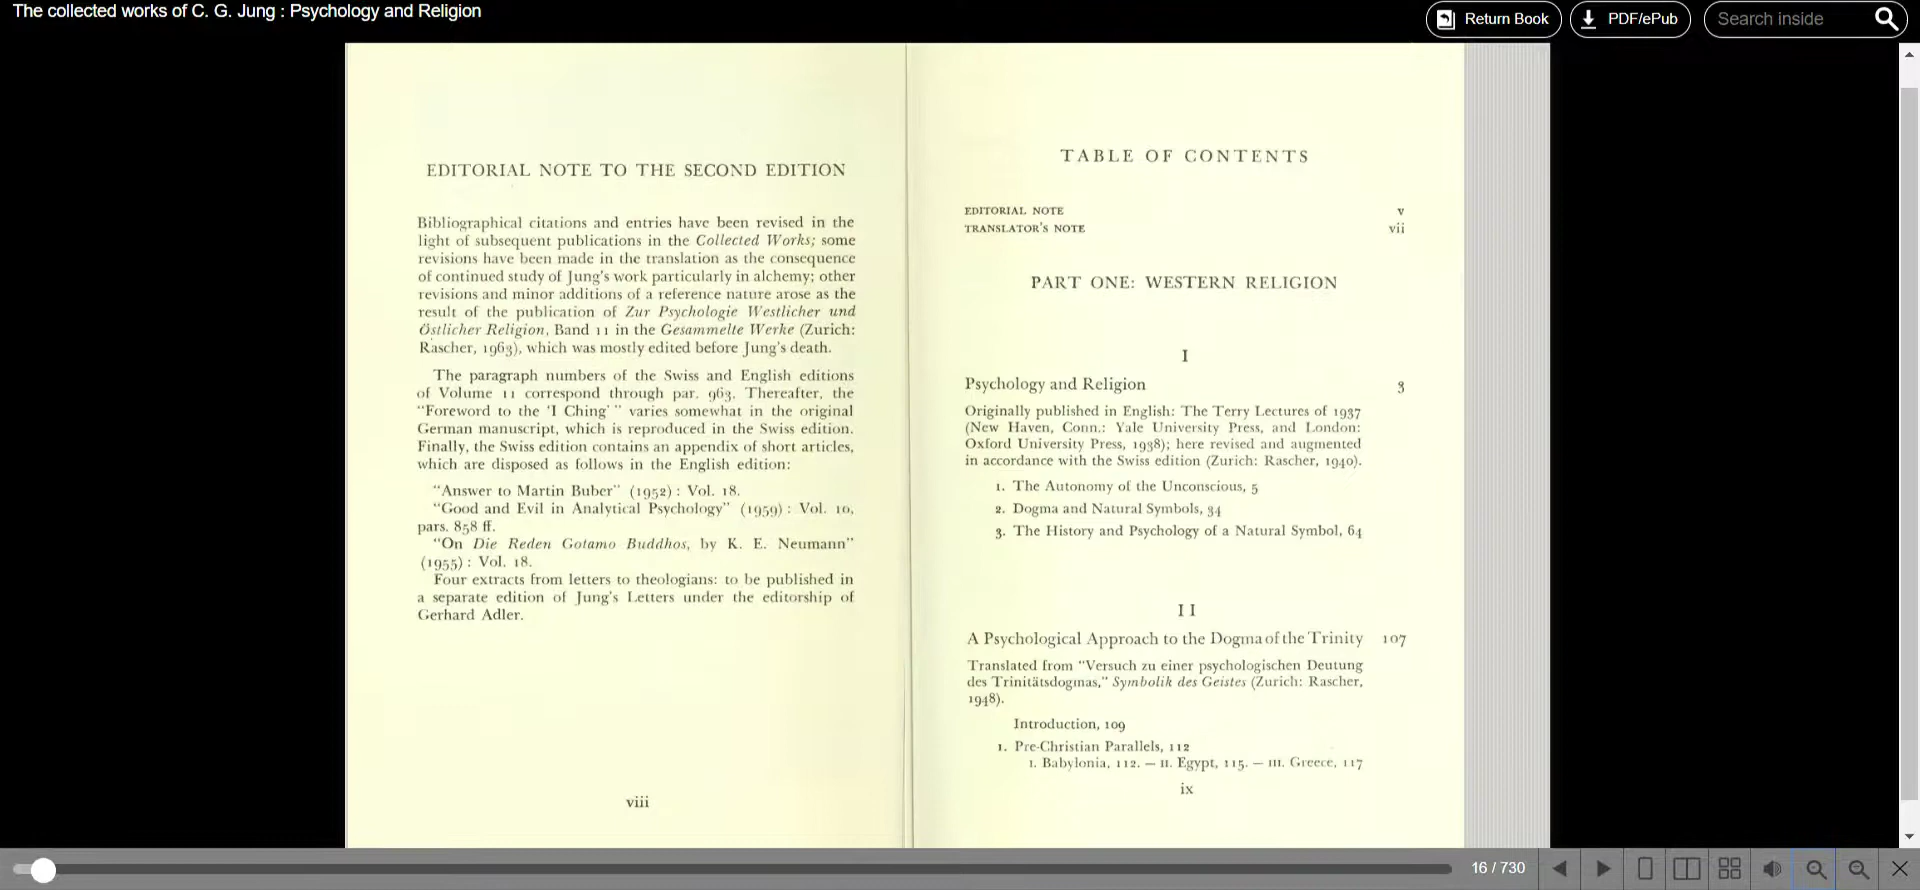 The collected works of C. G. Jung : Psychology and Religion
Return Book
PDF/ePub
Search inside
EDITORIAL NOTE TO THE SECOND EDITION
Bibliographical citations and entries have been revised in the
light of subsequent publications in the Collected Works; some
revisions have been made in the translation as the consequence
of continued study of Jung's work particularly in alchemy; other
revisions and minor additions of a reference nature arose as the
result of the publication of Zur Psychologie Westlicher und
Östlicher Religion, Band 11 in the Gesammelte Werke (Zurich:
Rascher, 1963), which was mostly edited before Jung's death.
The paragraph numbers of the Swiss and English editions
of Volume 11 correspond through par. 963. Thereafter, the
"Foreword to the 'I Ching' " varies somewhat in the original
German manuscript, which is reproduced in the Swiss edition.
Finally, the Swiss edition contains an appendix of short articles,
which are disposed as follows in the English edition:
"Answer to Martin Buber" (1952) : Vol. 18.
"Good and Evil in Analytical Psychology" (1959) : Vol. 10,
pars. 858 ff.
"On Die Reden Gotamo Buddhos, by K. E. Neumann"
(1955) : Vol. 18.
Four extracts from letters to theologians: to be published in
a separate edition of Jung's Letters under the editorship of
Gerhard Adler.
viii
TABLE OF CONTENTS
EDITORIAL NOTE v
TRANSLATOR'S NOTE vii
PART ONE: WESTERN RELIGION
I
Psychology and Religion 3
Originally published in English: The Terry Lectures of 1937
(New Haven, Conn.: Yale University Press, and London:
Oxford University Press, 1938); here revised and augmented
in accordance with the Swiss edition (Zurich: Rascher, 1940).
1. The Autonomy of the Unconscious, 5
2. Dogma and Natural Symbols, 34
3. The History and Psychology of a Natural Symbol, 64
II
A Psychological Approach to the Dogma of the Trinity 107
Translated from "Versuch zu einer psychologischen Deutung
des Trinitätsdogmas," Symbolik des Geistes (Zurich: Rascher,
1948).
Introduction, 109
1. Pre-Christian Parallels, 112
I. Babylonia, 112. — II. Egypt, 115. — III. Greece, 117
ix
16 / 730